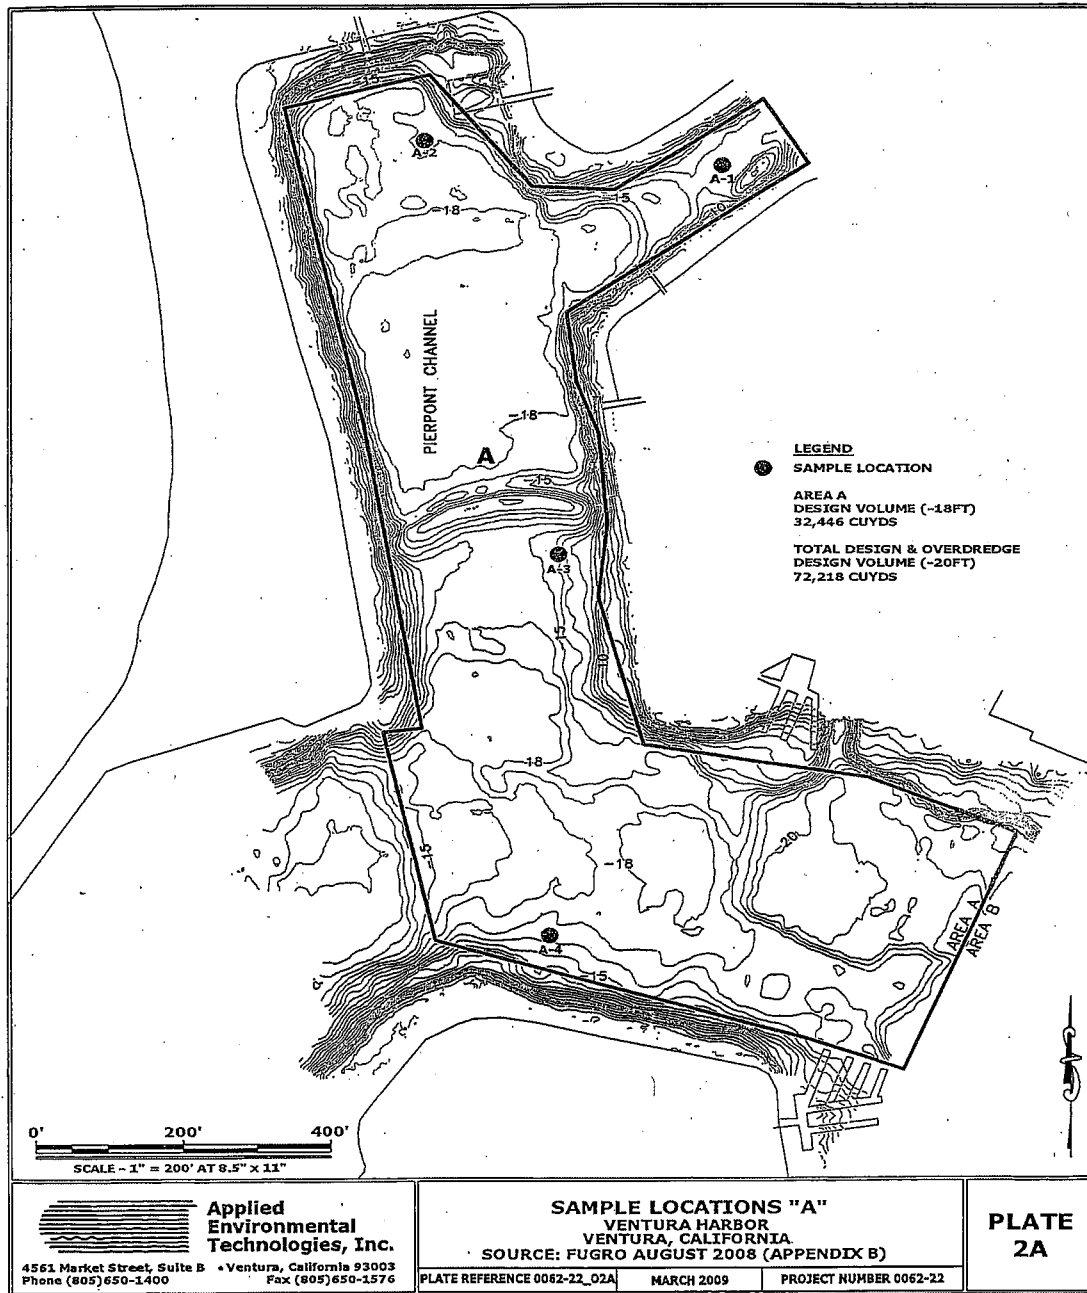 -15
A-2
A-1
-15
10
-18
PIERPONT CHANNEL
-18
A
-15
LEGEND
SAMPLE LOCATION
AREA A
DESIGN VOLUME (-18FT)
32,446 CUYDS
TOTAL DESIGN & OVERDREDGE
DESIGN VOLUME (-20FT)
72,218 CUYDS
A-3
-15
-10
-18
-20
-15
-18
A-4
-15
AREA A
AREA B
0'
200'
400'
SCALE - 1" = 200' AT 8.5" x 11"
Applied
Environmental
Technologies, Inc.
4561 Market Street, Suite B • Ventura, California 93003
Phone (805)650-1400 Fax (805)650-1576
SAMPLE LOCATIONS "A"
VENTURA HARBOR
VENTURA, CALIFORNIA
SOURCE: FUGRO AUGUST 2008 (APPENDIX B)
PLATE REFERENCE 0062-22_02A
MARCH 2009
PROJECT NUMBER 0062-22
PLATE
2A